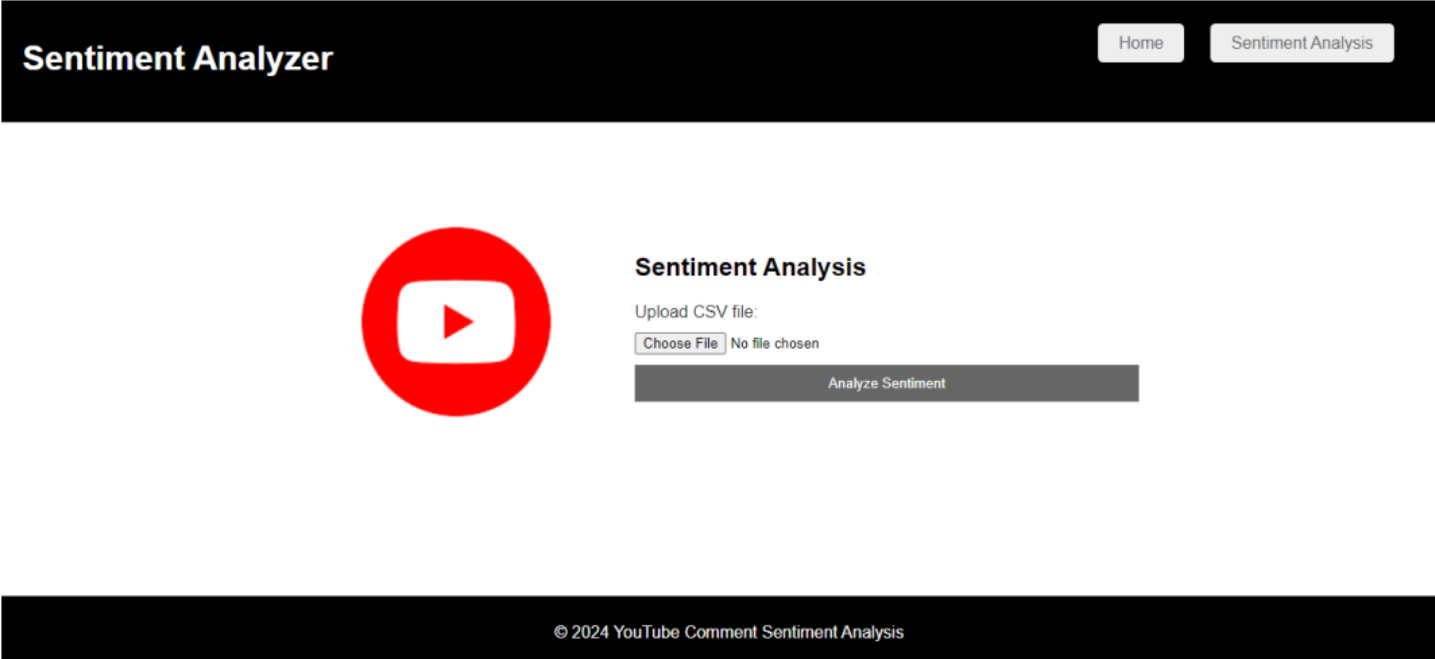 Sentiment Analyzer
Home
Sentiment Analysis
Sentiment Analysis
Upload CSV file:
Choose File No file chosen
Analyze Sentiment
© 2024 YouTube Comment Sentiment Analysis